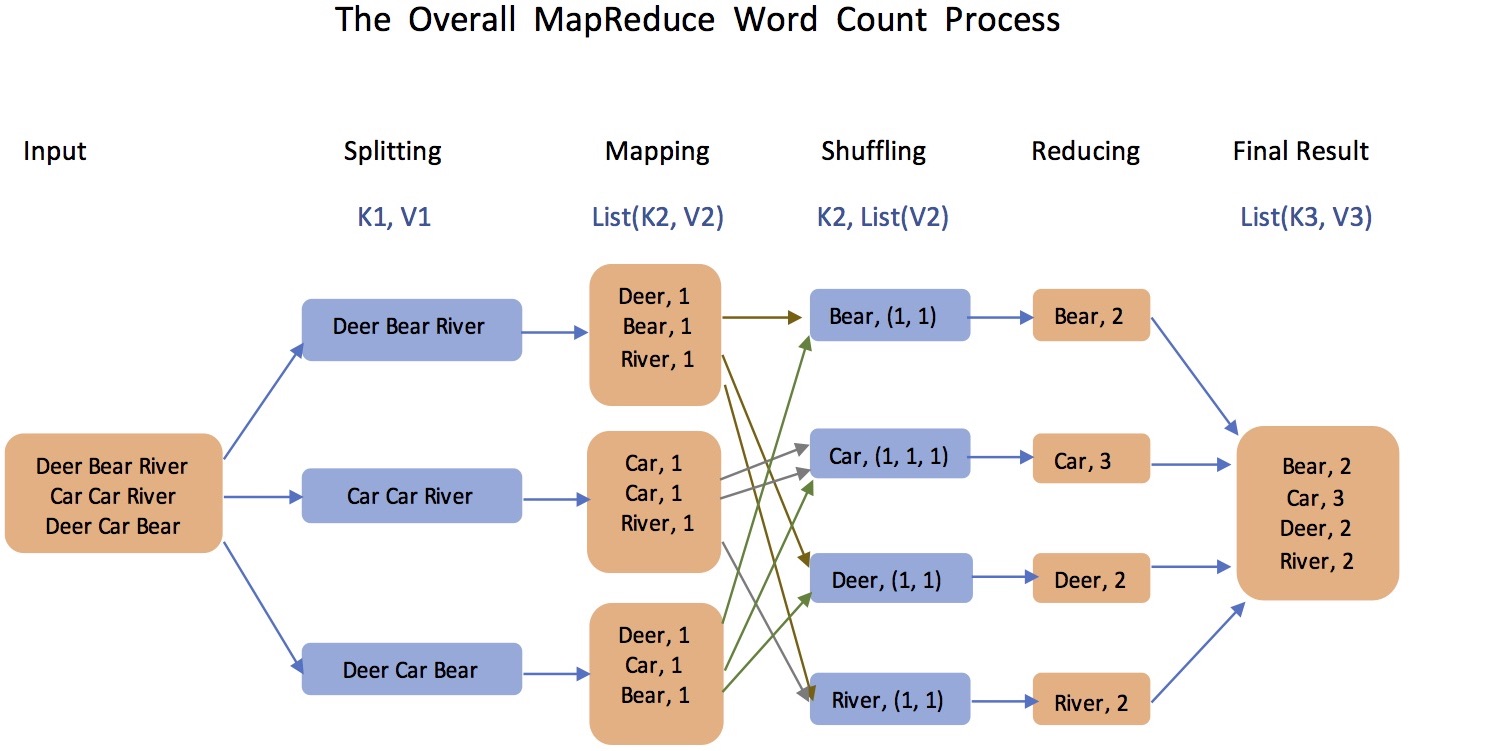 The Overall MapReduce Word Count Process
Input
Splitting
Mapping
Shuffling
Reducing
Final Result
K1, V1
List(K2, V2)
K2, List(V2)
List(K3, V3)
Deer Bear River
Car Car River
Deer Car Bear
Deer Bear River
Car Car River
Deer Car Bear
Deer, 1
Bear, 1
River, 1
Car, 1
Car, 1
River, 1
Deer, 1
Car, 1
Bear, 1
Bear, (1, 1)
Car, (1, 1, 1)
Deer, (1, 1)
River, (1, 1)
Bear, 2
Car, 3
Deer, 2
River, 2
Bear, 2
Car, 3
Deer, 2
River, 2